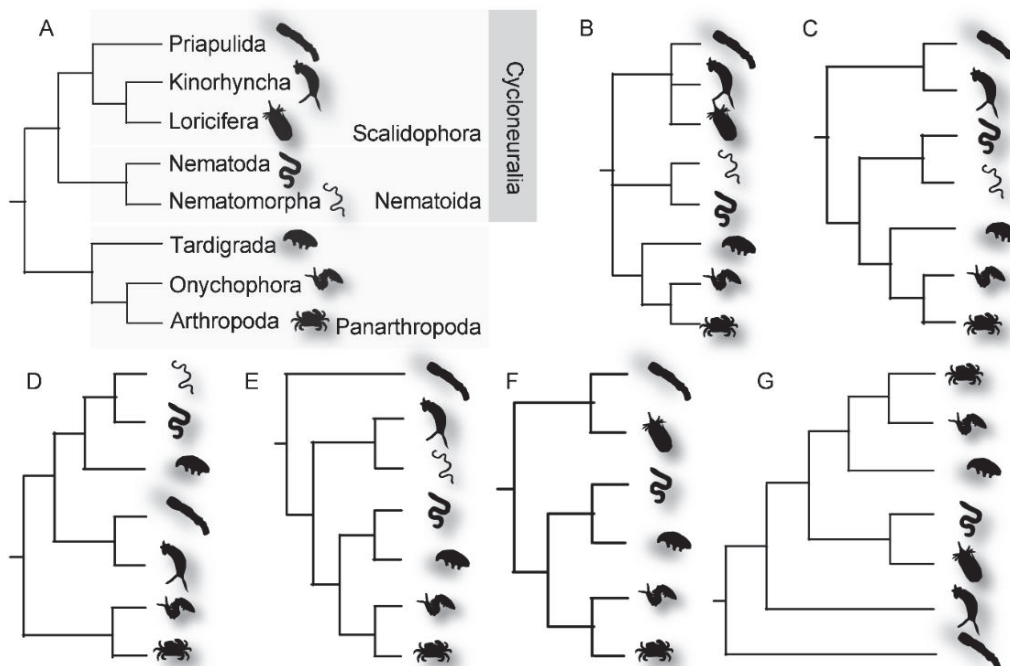 A
Priapulida
Kinorhyncha
Loricifera
Scalidophora
Nematoda
Nematomorpha
Nematoida
Cycloneuralia
Tardigrada
Onychophora
Arthropoda
Panarthropoda
B
C
D
E
F
G